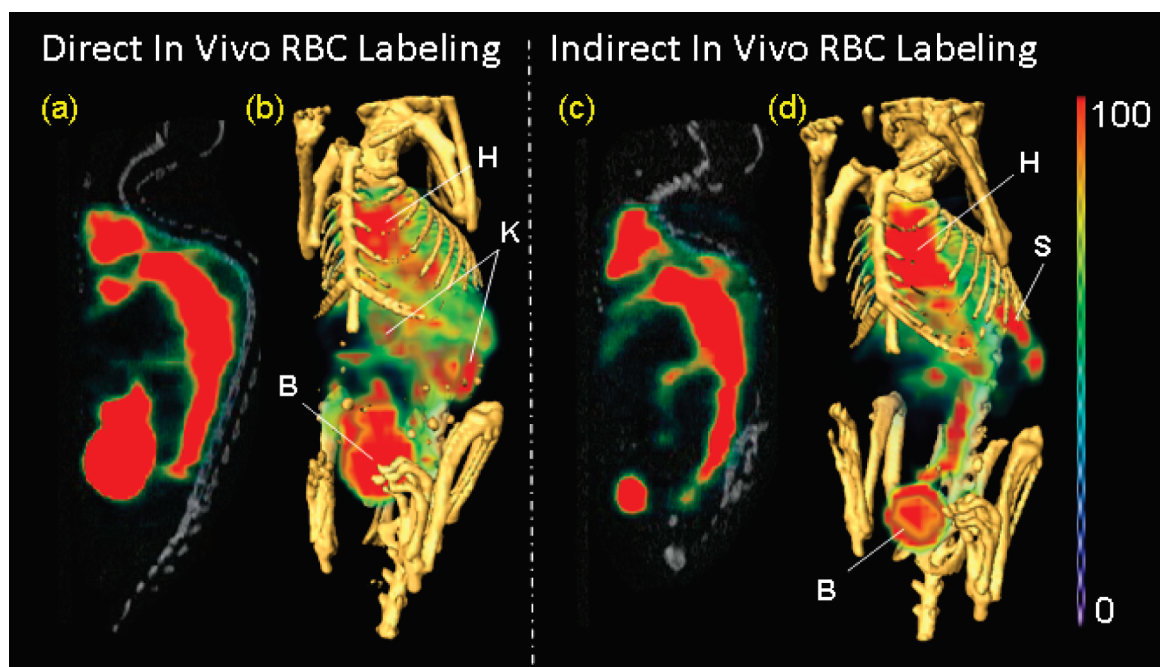 Direct In Vivo RBC Labeling
Indirect In Vivo RBC Labeling
(a)
(b)
(c)
(d)
100
H
H
K
S
B
B
0